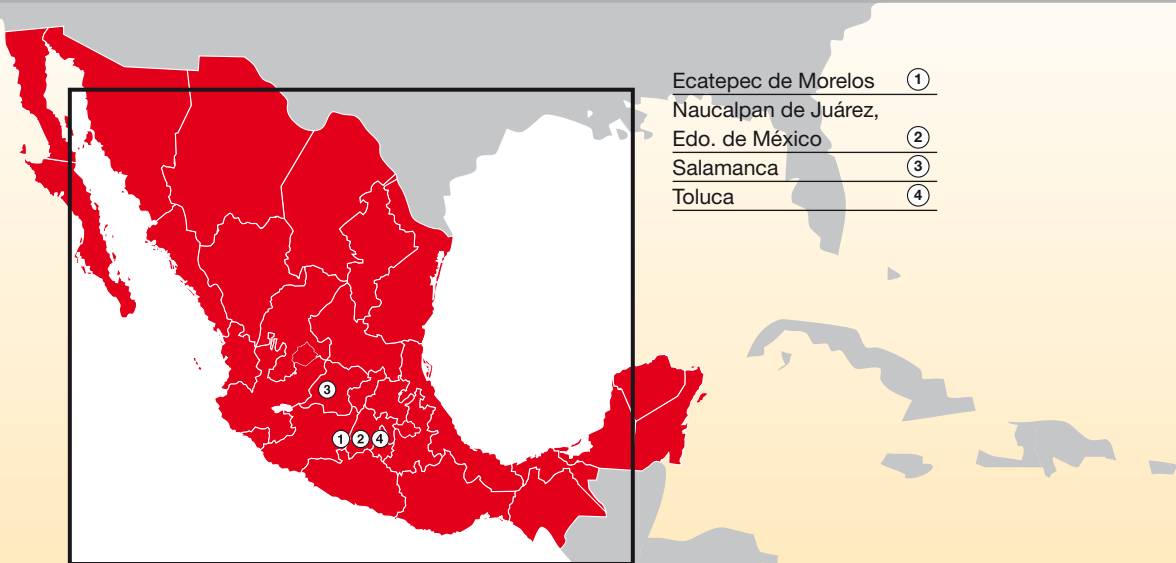 Ecatepec de Morelos 1
Naucalpan de Juárez,
Edo. de México 2
Salamanca 3
Toluca 4
3
1 2 4